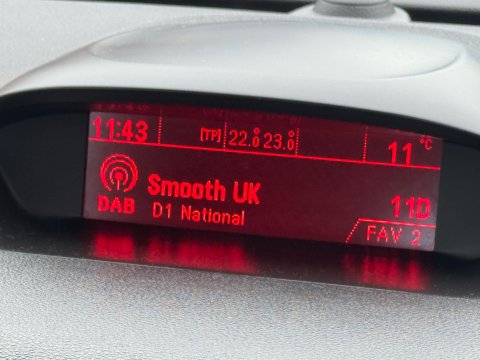 11:43 [TP] 22.0° 23.0° 11 °C
Smooth UK
DAB D1 National 11D
FAV 2